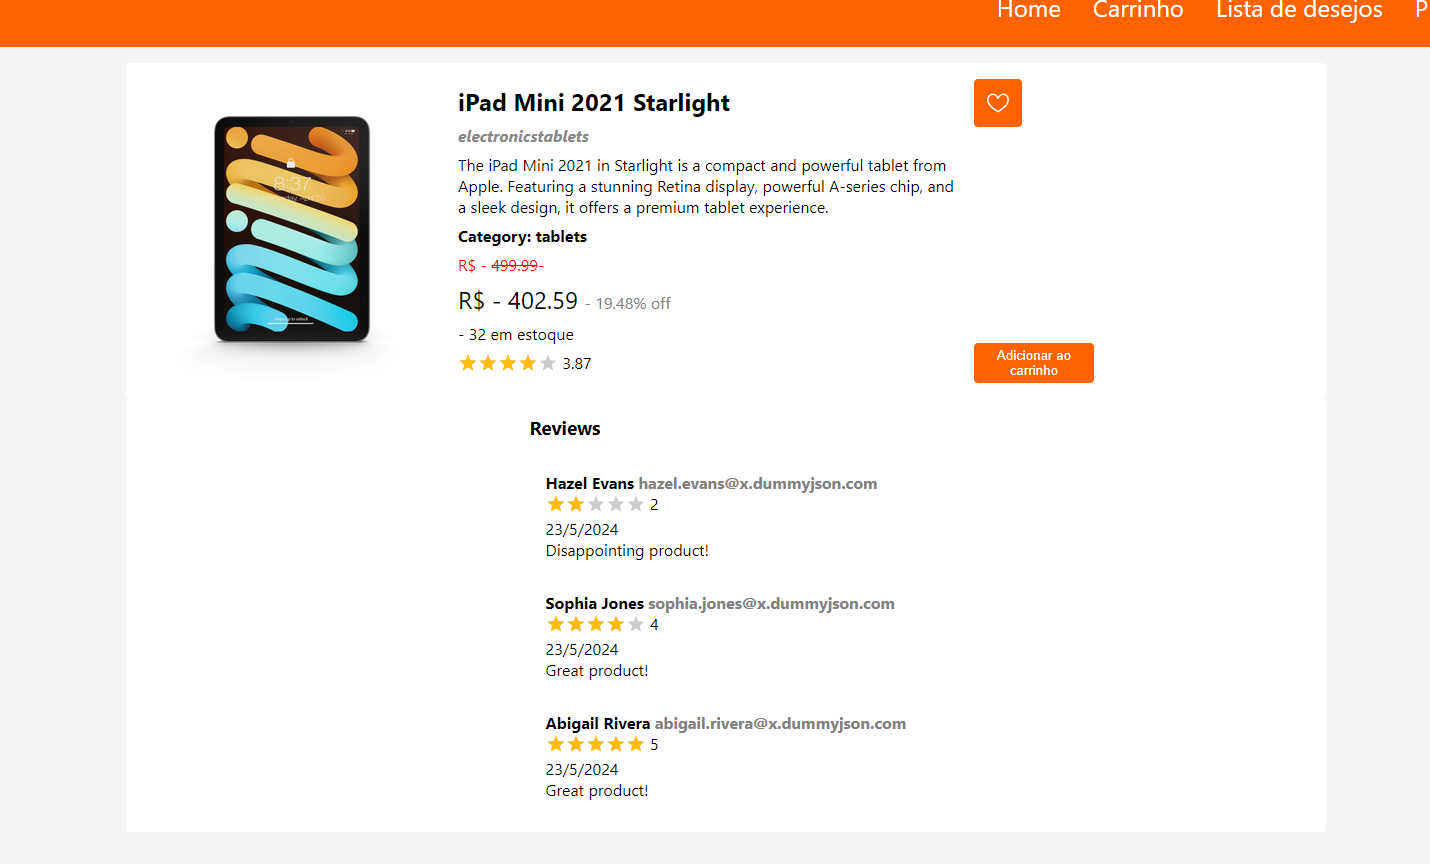 Home Carrinho Lista de desejos P
iPad Mini 2021 Starlight
electronicstablets
The iPad Mini 2021 in Starlight is a compact and powerful tablet from
Apple. Featuring a stunning Retina display, powerful A-series chip, and
a sleek design, it offers a premium tablet experience.
Category: tablets
R$ - 499.99-
R$ - 402.59 - 19.48% off
- 32 em estoque
3.87
Adicionar ao
carrinho
8:37
Reviews
Hazel Evans hazel.evans@x.dummyjson.com
2
23/5/2024
Disappointing product!
Sophia Jones sophia.jones@x.dummyjson.com
4
23/5/2024
Great product!
Abigail Rivera abigail.rivera@x.dummyjson.com
5
23/5/2024
Great product!